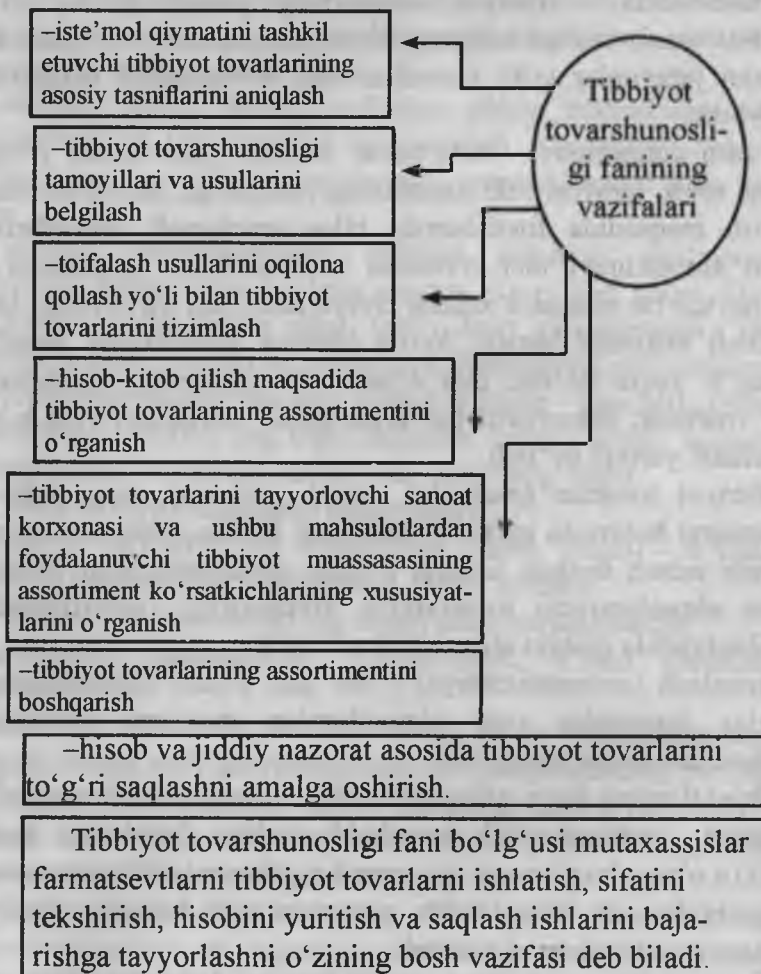 –iste’mol qiymatini tashkil
etuvchi tibbiyot tovarlarining
asosiy tasniflarini aniqlash
Tibbiyot
tovarshunosli-
gi fanining
vazifalari
–tibbiyot tovarshunosligi
tamoyillari va usullarini
belgilash
–toifalash usullarini oqilona
qollash yo‘li bilan tibbiyot
tovarlarini tizimlash
–hisob-kitob qilish maqsadida
tibbiyot tovarlarining assortimentini
o‘rganish
–tibbiyot tovarlarini tayyorlovchi sanoat
korxonasi va ushbu mahsulotlardan
foydalanuvchi tibbiyot muassasasining
assortiment ko‘rsatkichlarining xususiyat-
larini o‘rganish
–tibbiyot tovarlarining assortimentini
boshqarish
–hisob va jiddiy nazorat asosida tibbiyot tovarlarini
to‘g‘ri saqlashni amalga oshirish.
Tibbiyot tovarshunosligi fani bo‘lg‘usi mutaxassislar
farmatsevtlarni tibbiyot tovarlarni ishlatish, sifatini
tekshirish, hisobini yuritish va saqlash ishlarini baja-
rishga tayyorlashni o‘zining bosh vazifasi deb biladi.